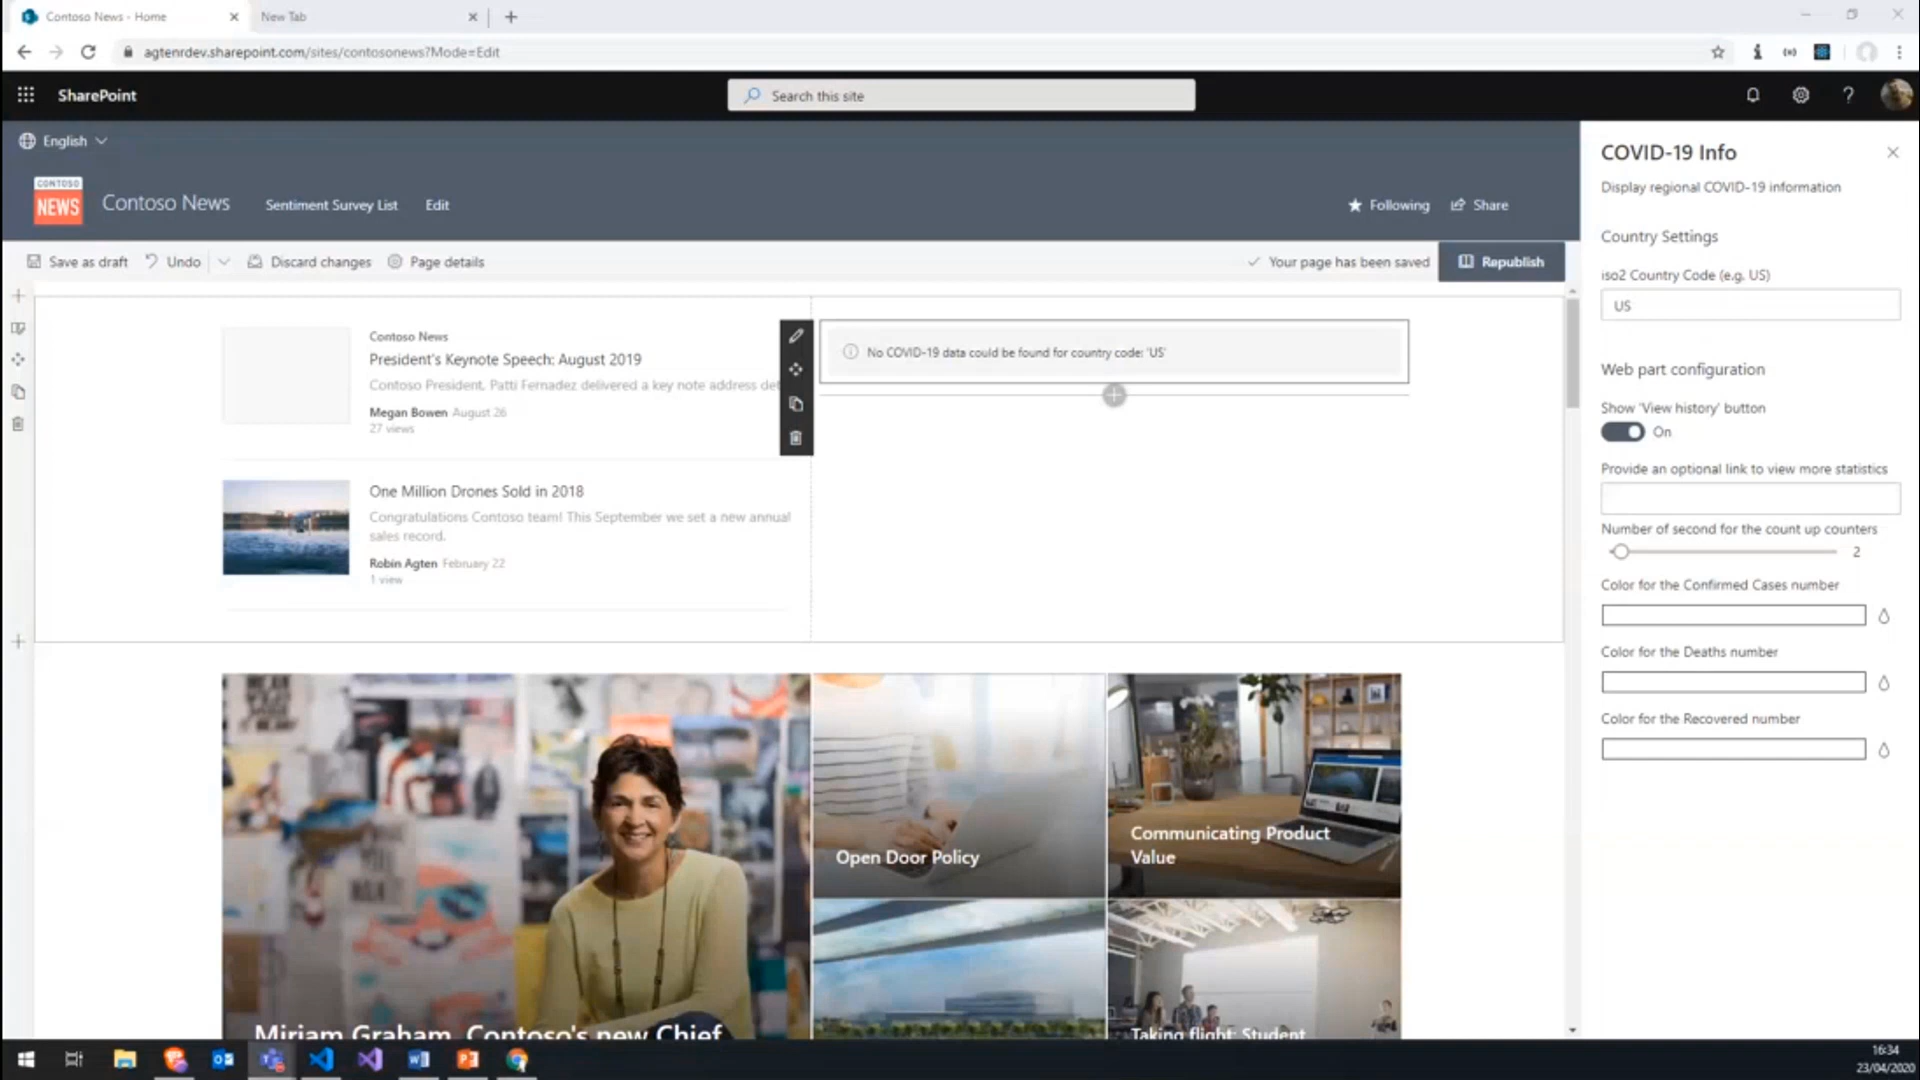 Contoso News - Home
New Tab
agtenrdev.sharepoint.com/sites/contosonews?Mode=Edit
SharePoint
Search this site
English
CONTOSO
NEWS
Contoso News
Sentiment Survey List
Edit
Following
Share
Save as draft
Undo
Discard changes
Page details
Your page has been saved
Republish
Contoso News
President's Keynote Speech: August 2019
Contoso President, Patti Fernadez delivered a key note address det
Megan Bowen August 26
27 views
One Million Drones Sold in 2018
Congratulations Contoso team! This September we set a new annual
sales record.
Robin Agten February 22
1 view
No COVID-19 data could be found for country code: 'US'
Open Door Policy
Communicating Product
Value
Miriam Graham, Contoso's new Chief
Taking flight: Student
COVID-19 Info
Display regional COVID-19 information
Country Settings
iso2 Country Code (e.g. US)
US
Web part configuration
Show 'View history' button
On
Provide an optional link to view more statistics
Number of second for the count up counters
2
Color for the Confirmed Cases number
Color for the Deaths number
Color for the Recovered number
16:34
23/04/2020